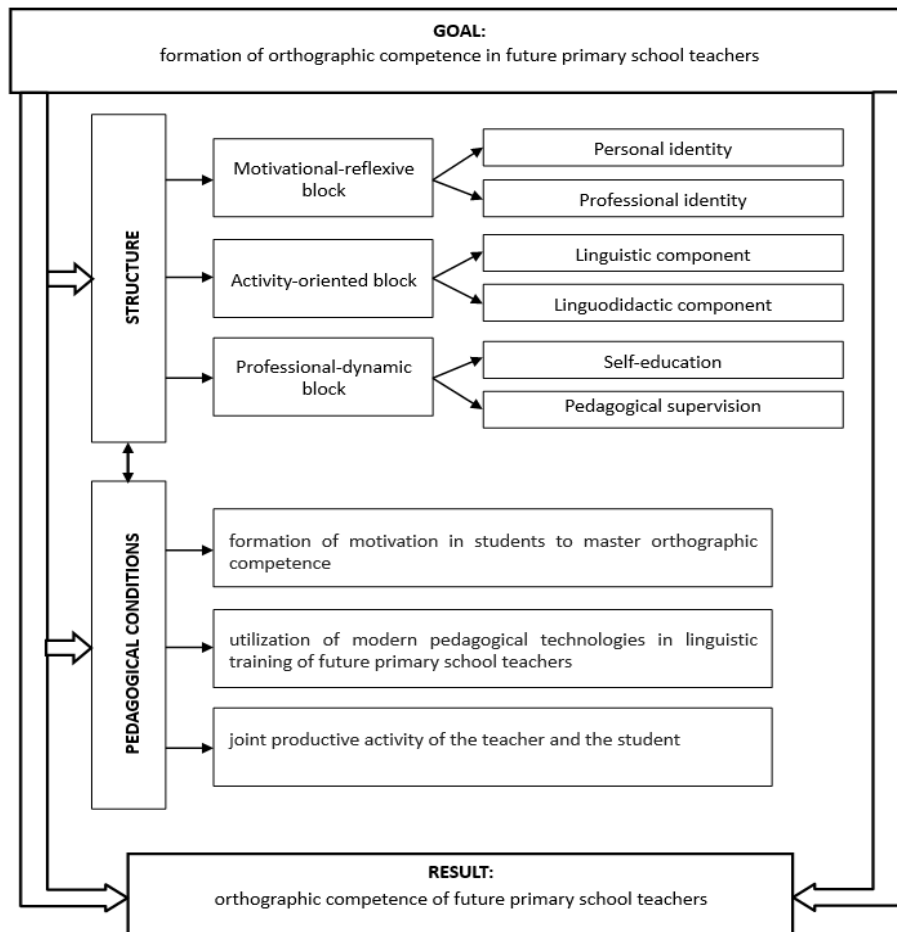 GOAL:
formation of orthographic competence in future primary school teachers
STRUCTURE
Motivational-reflexive
block
Personal identity
Professional identity
Activity-oriented block
Linguistic component
Linguodidactic component
Professional-dynamic
block
Self-education
Pedagogical supervision
PEDAGOGICAL CONDITIONS
formation of motivation in students to master orthographic
competence
utilization of modern pedagogical technologies in linguistic
training of future primary school teachers
joint productive activity of the teacher and the student
RESULT:
orthographic competence of future primary school teachers